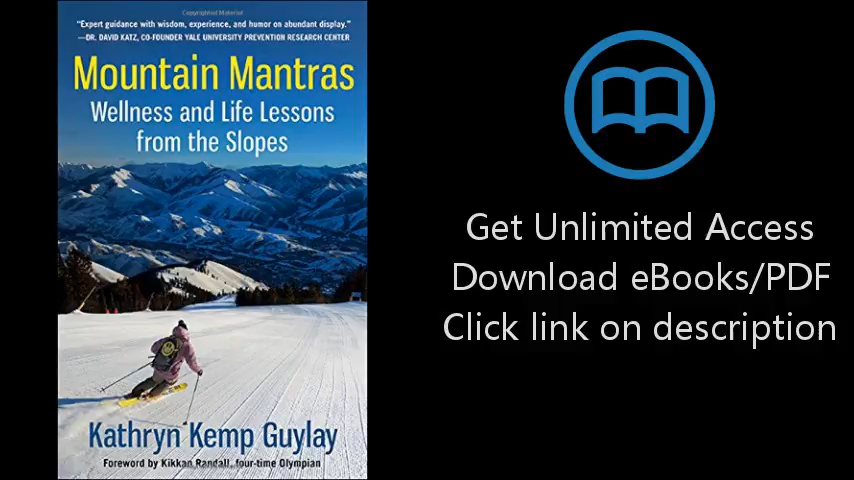 Copyrighted Material
"Expert guidance with wisdom, experience, and humor on abundant display."
—DR. DAVID KATZ, CO-FOUNDER YALE UNIVERSITY PREVENTION RESEARCH CENTER
Mountain Mantras
Wellness and Life Lessons
from the Slopes
Kathryn Kemp Guylay
Foreword by Kikkan Randall, four-time Olympian
Get Unlimited Access
Download eBooks/PDF
Click link on description